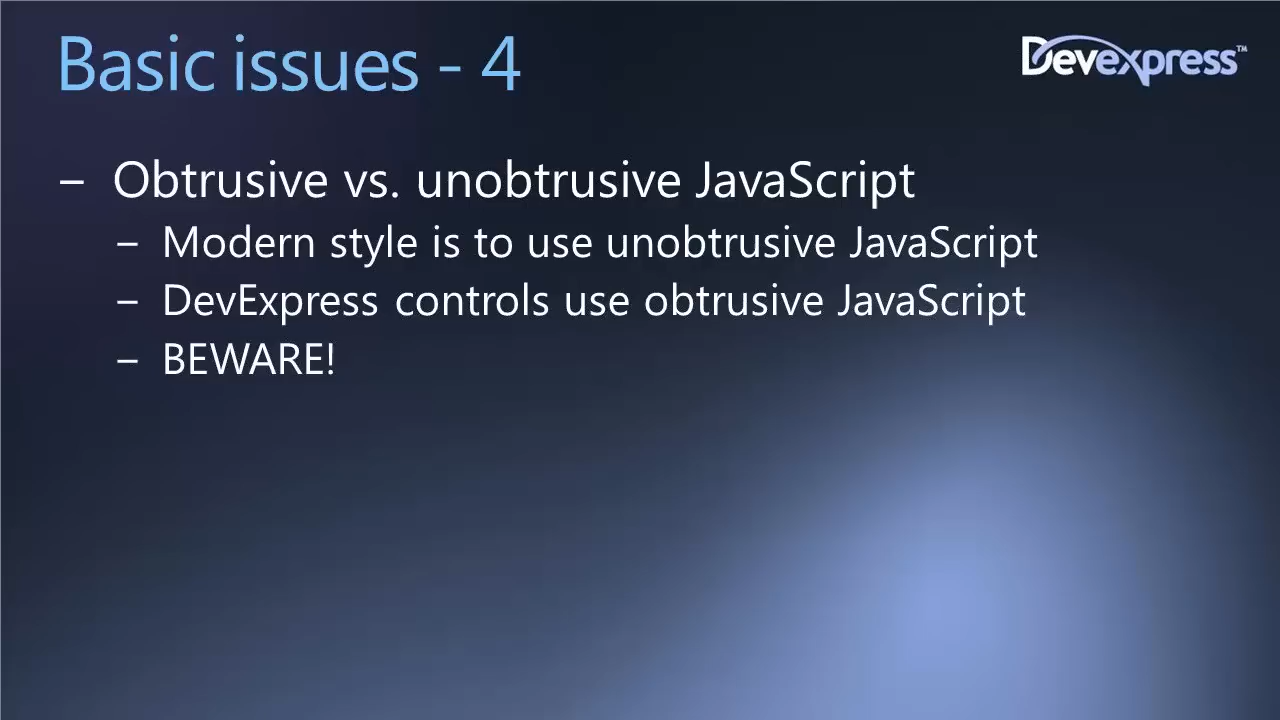 Basic issues - 4
Devexpress™
– Obtrusive vs. unobtrusive JavaScript
– Modern style is to use unobtrusive JavaScript
– DevExpress controls use obtrusive JavaScript
– BEWARE!